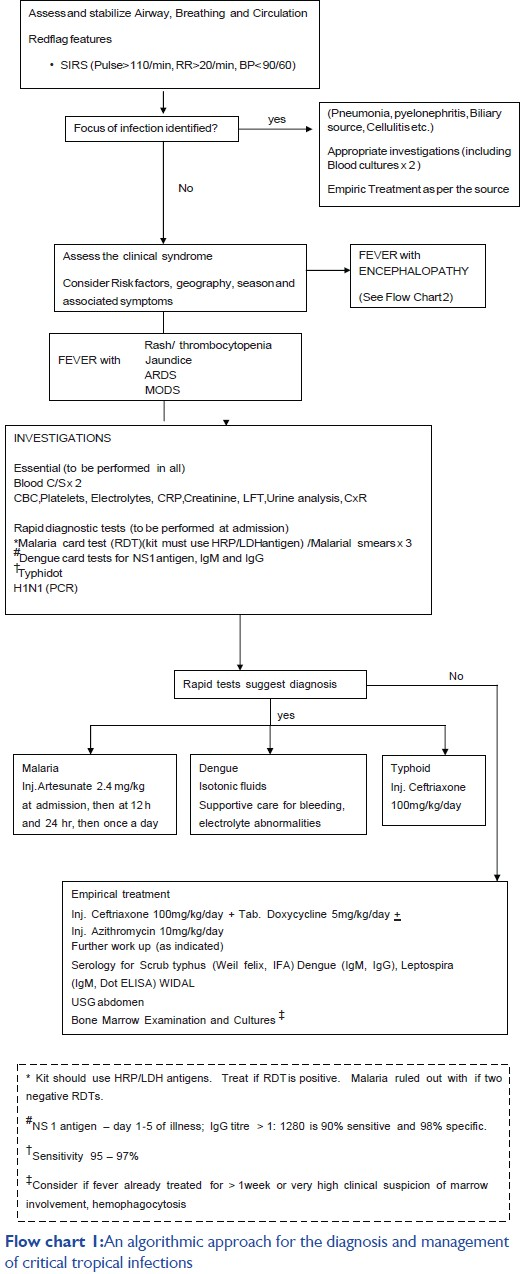 Assess and stabilize Airway, Breathing and Circulation
Redflag features
• SIRS (Pulse>110/min, RR>20/min, BP<90/60)
Focus of infection identified?
yes
(Pneumonia, pyelonephritis, Biliary
source, Cellulitis etc.)
Appropriate investigations (including
Blood cultures x 2 )
Empiric Treatment as per the source
No
Assess the clinical syndrome
Consider Risk factors, geography, season and
associated symptoms
FEVER with
ENCEPHALOPATHY
(See Flow Chart 2)
Rash/ thrombocytopenia
FEVER with Jaundice
ARDS
MODS
INVESTIGATIONS
Essential (to be performed in all)
Blood C/S x 2
CBC,Platelets, Electrolytes, CRP,Creatinine, LFT,Urine analysis, CxR
Rapid diagnostic tests (to be performed at admission)
*Malaria card test (RDT)(kit must use HRP/LDH antigen) /Malarial smears x 3
#Dengue card tests for NS1 antigen, IgM and IgG
†Typhidot
H1N1 (PCR)
Rapid tests suggest diagnosis
No
yes
Malaria
Inj.Artesunate 2.4 mg/kg
at admission, then at 12 h
and 24 hr, then once a day
Dengue
Isotonic fluids
Supportive care for bleeding,
electrolyte abnormalities
Typhoid
Inj. Ceftriaxone
100mg/kg/day
Empirical treatment
Inj. Ceftriaxone 100mg/kg/day + Tab. Doxycycline 5mg/kg/day ±
Inj. Azithromycin 10mg/kg/day
Further work up (as indicated)
Serology for Scrub typhus (Weil felix, IFA) Dengue (IgM, IgG), Leptospira
(IgM, Dot ELISA) WIDAL
USG abdomen
Bone Marrow Examination and Cultures ‡
* Kit should use HRP/LDH antigens. Treat if RDT is positive. Malaria ruled out with if two
negative RDTs.
#NS 1 antigen – day 1-5 of illness; IgG titre > 1: 1280 is 90% sensitive and 98% specific.
†Sensitivity 95 – 97%
‡Consider if fever already treated for > 1week or very high clinical suspicion of marrow
involvement, hemophagocytosis
Flow chart 1:An algorithmic approach for the diagnosis and management
of critical tropical infections